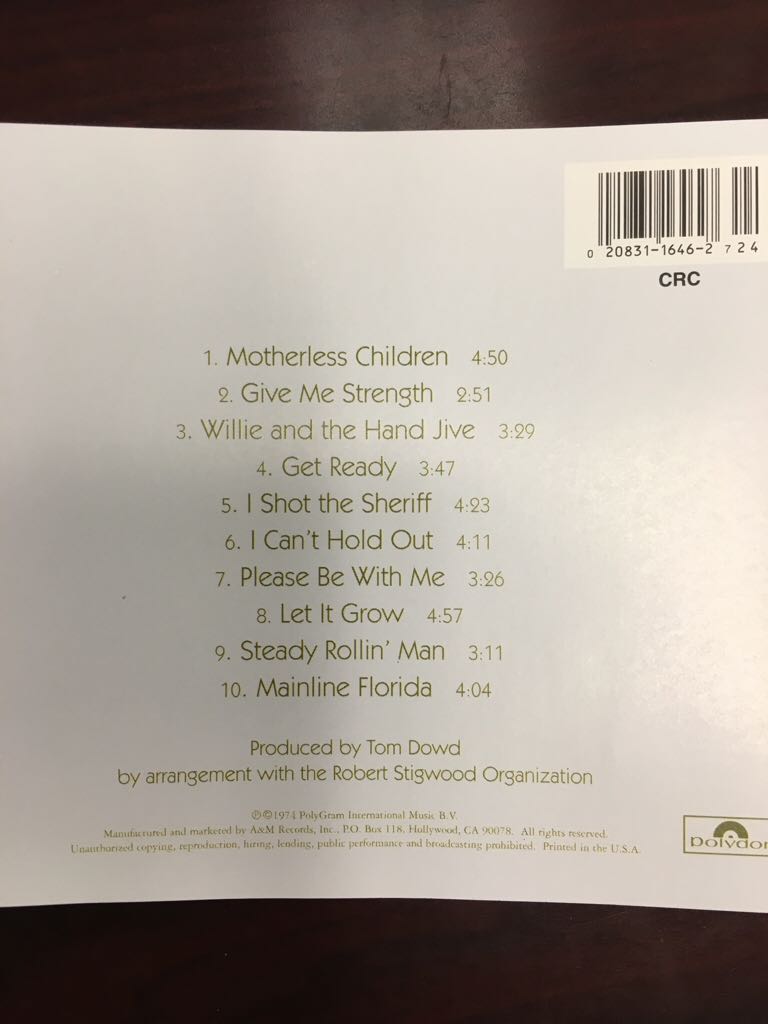 0 20831-1646-2 724
CRC
1. Motherless Children 4:50
2. Give Me Strength 2:51
3. Willie and the Hand Jive 3:29
4. Get Ready 3:47
5. I Shot the Sheriff 4:23
6. I Can't Hold Out 4:11
7. Please Be With Me 3:26
8. Let It Grow 4:57
9. Steady Rollin' Man 3:11
10. Mainline Florida 4:04
Produced by Tom Dowd
by arrangement with the Robert Stigwood Organization
℗©1974 PolyGram International Music B.V.
Manufactured and marketed by A&M Records, Inc., P.O. Box 118, Hollywood, CA 90078. All rights reserved.
Unauthorized copying, reproduction, hiring, lending, public performance and broadcasting prohibited. Printed in the U.S.A.
polydor